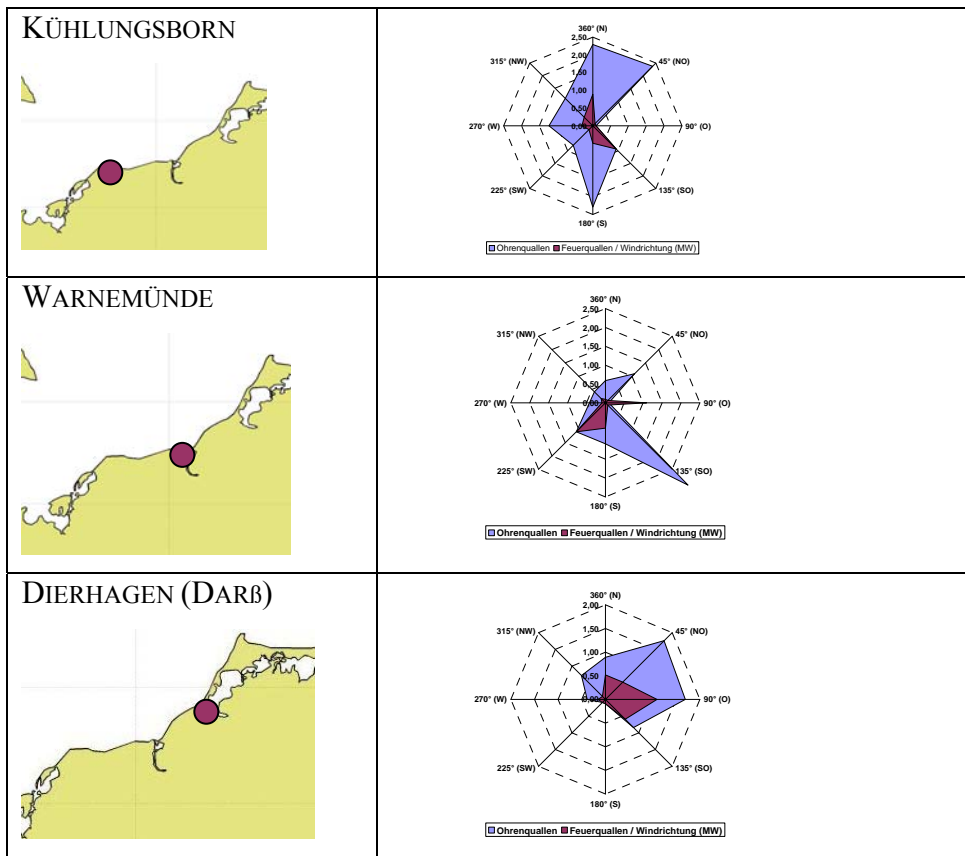 KÜHLUNGSBORN
360° (N)
2,50
2,00
1,50
1,00
0,50
0,00
45° (NO)
90° (O)
135° (SO)
180° (S)
225° (SW)
270° (W)
315° (NW)
Ohrenquallen Feuerquallen / Windrichtung (MW)
WARNEMÜNDE
360° (N)
2,50
2,00
1,50
1,00
0,50
0,00
45° (NO)
90° (O)
135° (SO)
180° (S)
225° (SW)
270° (W)
315° (NW)
Ohrenquallen Feuerquallen / Windrichtung (MW)
DIERHAGEN (DARß)
360° (N)
2,00
1,50
1,00
0,50
0,00
45° (NO)
90° (O)
135° (SO)
180° (S)
225° (SW)
270° (W)
315° (NW)
Ohrenquallen Feuerquallen / Windrichtung (MW)